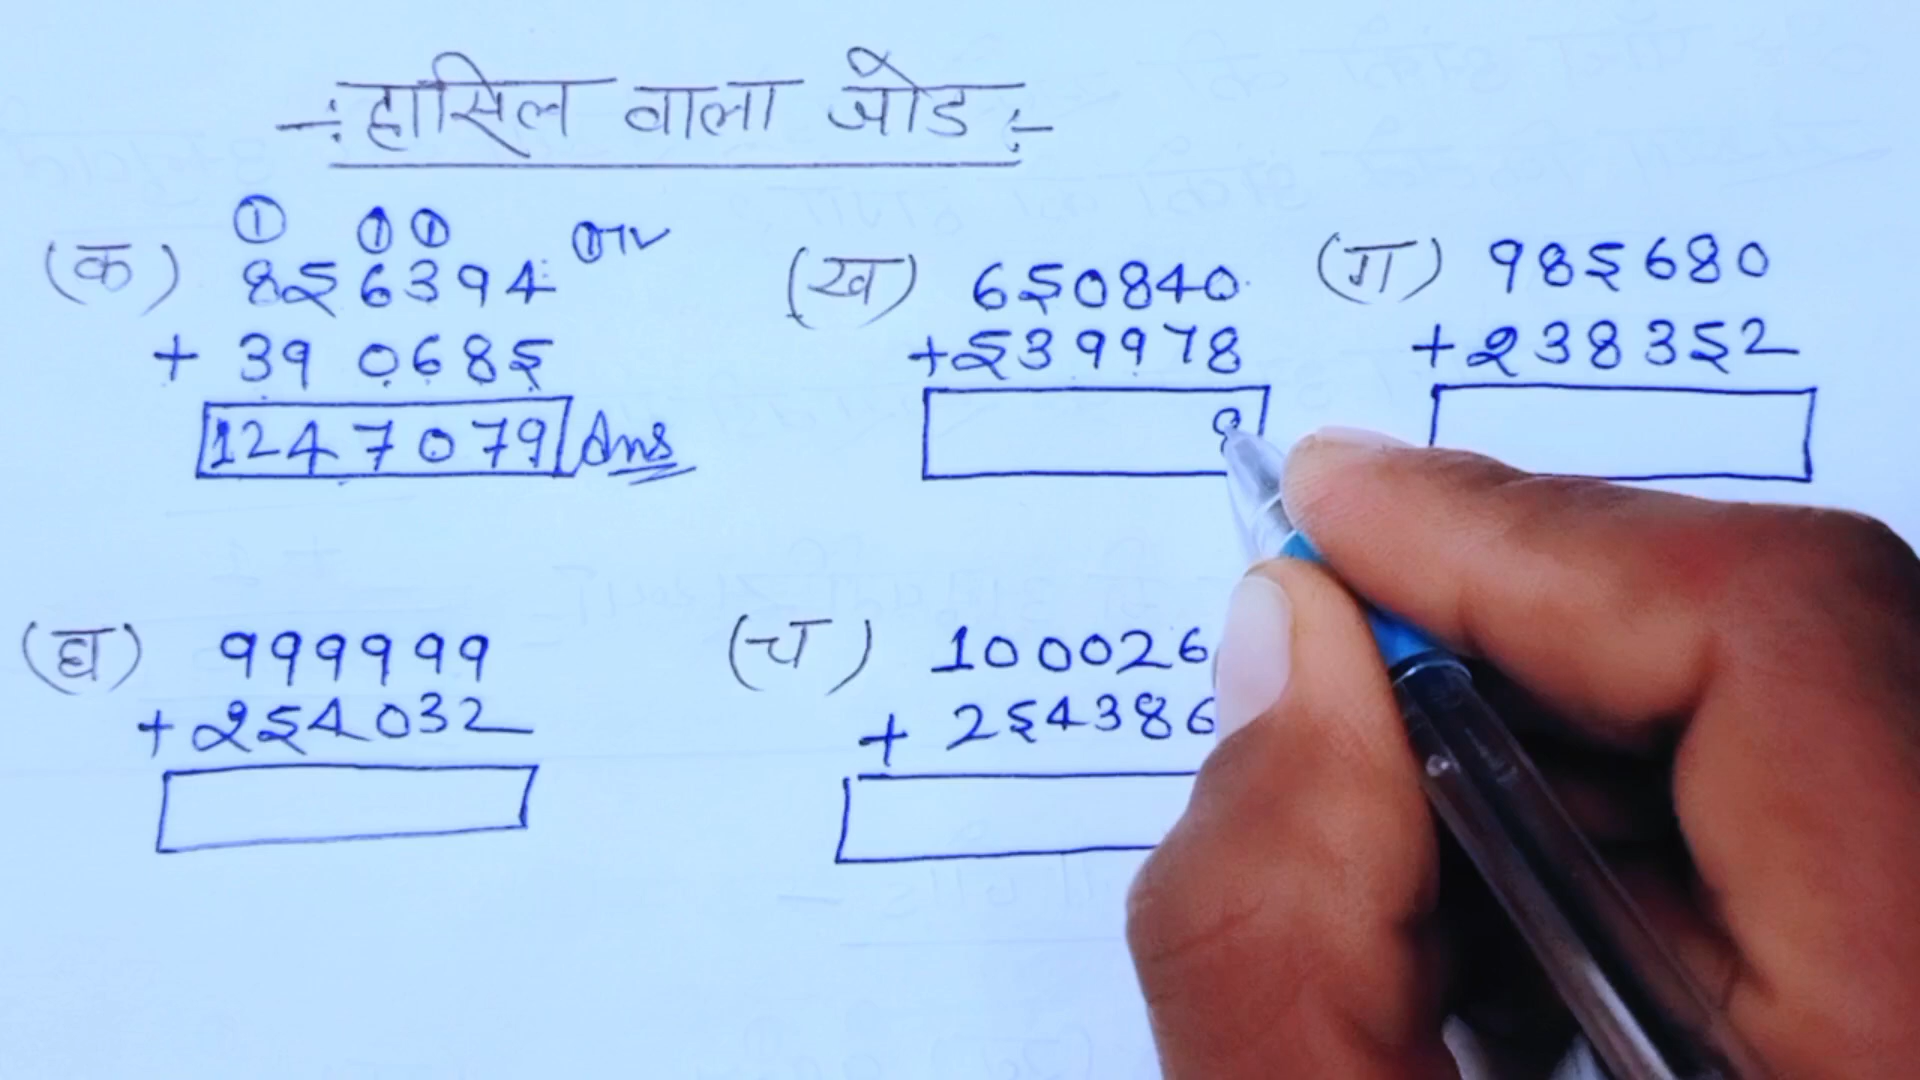 -: हासिल वाला जोड :-
① ①①
(क) 856394
+ 390685
1247079 Ans
(ख) 650840
+539978
8
(ग) 985680
+238352
(घ) 999999
+254032
(च) 100026
+ 254386